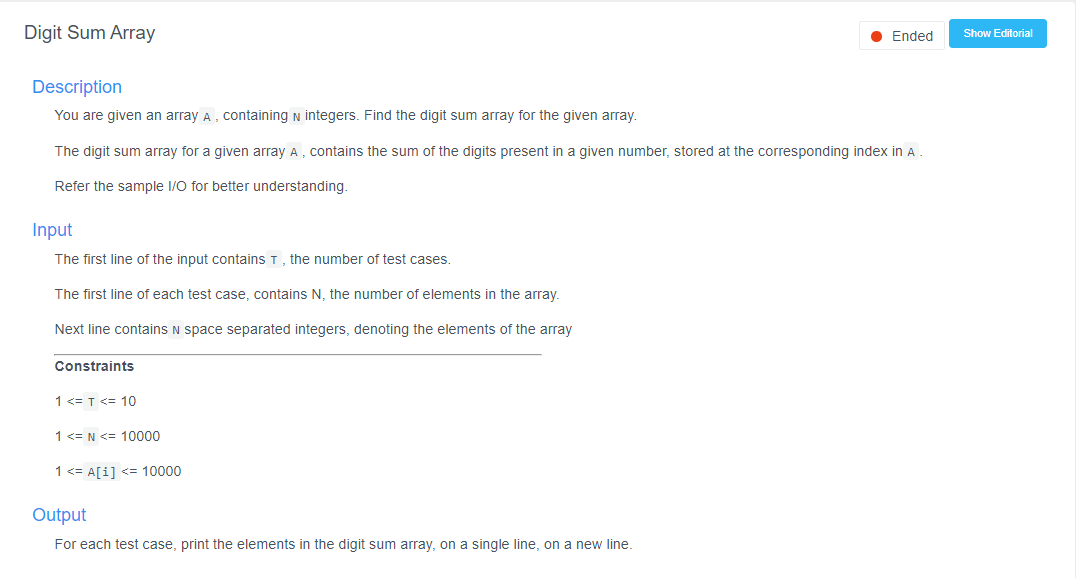 Digit Sum Array
Ended
Show Editorial
Description
You are given an array A , containing N integers. Find the digit sum array for the given array.
The digit sum array for a given array A , contains the sum of the digits present in a given number, stored at the corresponding index in A .
Refer the sample I/O for better understanding.
Input
The first line of the input contains T , the number of test cases.
The first line of each test case, contains N, the number of elements in the array.
Next line contains N space separated integers, denoting the elements of the array
Constraints
1 <= T <= 10
1 <= N <= 10000
1 <= A[i] <= 10000
Output
For each test case, print the elements in the digit sum array, on a single line, on a new line.